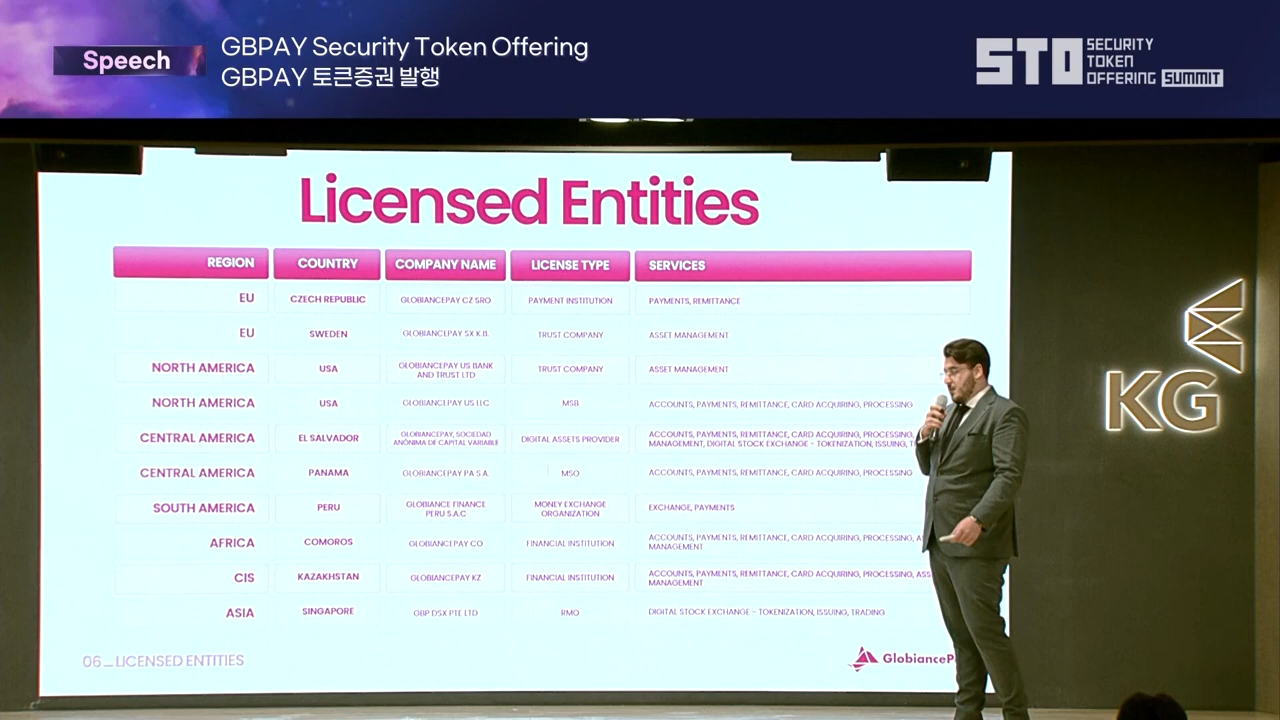 Speech
GBPAY Security Token Offering
GBPAY 토큰증권 발행
STO SECURITY
TOKEN
OFFERING SUMMIT
Licensed Entities
REGION COUNTRY COMPANY NAME LICENSE TYPE SERVICES
EU CZECH REPUBLIC GLOBIANCEPAY CZ SRO PAYMENT INSTITUTION PAYMENTS, REMITTANCE
EU SWEDEN GLOBIANCEPAY SX K.B. TRUST COMPANY ASSET MANAGEMENT
NORTH AMERICA USA GLOBIANCEPAY US BANK
AND TRUST LTD TRUST COMPANY ASSET MANAGEMENT
NORTH AMERICA USA GLOBIANCEPAY US LLC MSB ACCOUNTS, PAYMENTS, REMITTANCE, CARD ACQUIRING, PROCESSING
CENTRAL AMERICA EL SALVADOR GLOBIANCEPAY, SOCIEDAD
ANÓNIMA DE CAPITAL VARIABLE DIGITAL ASSETS PROVIDER ACCOUNTS, PAYMENTS, REMITTANCE, CARD ACQUIRING, PROCESSING,
MANAGEMENT, DIGITAL STOCK EXCHANGE - TOKENIZATION, ISSUING,
CENTRAL AMERICA PANAMA GLOBIANCEPAY PA S.A. MSO ACCOUNTS, PAYMENTS, REMITTANCE, CARD ACQUIRING, PROCESSING
SOUTH AMERICA PERU GLOBIANCE FINANCE
PERU S.A.C MONEY EXCHANGE
ORGANIZATION EXCHANGE, PAYMENTS
AFRICA COMOROS GLOBIANCEPAY CO FINANCIAL INSTITUTION ACCOUNTS, PAYMENTS, REMITTANCE, CARD ACQUIRING, PROCESSING,
MANAGEMENT
CIS KAZAKHSTAN GLOBIANCEPAY KZ FINANCIAL INSTITUTION ACCOUNTS, PAYMENTS, REMITTANCE, CARD ACQUIRING, PROCESSING,
MANAGEMENT
ASIA SINGAPORE GBP DSX PTE LTD RMO DIGITAL STOCK EXCHANGE - TOKENIZATION, ISSUING, TRADING
06_LICENSED ENTITIES
GlobianceP
KG